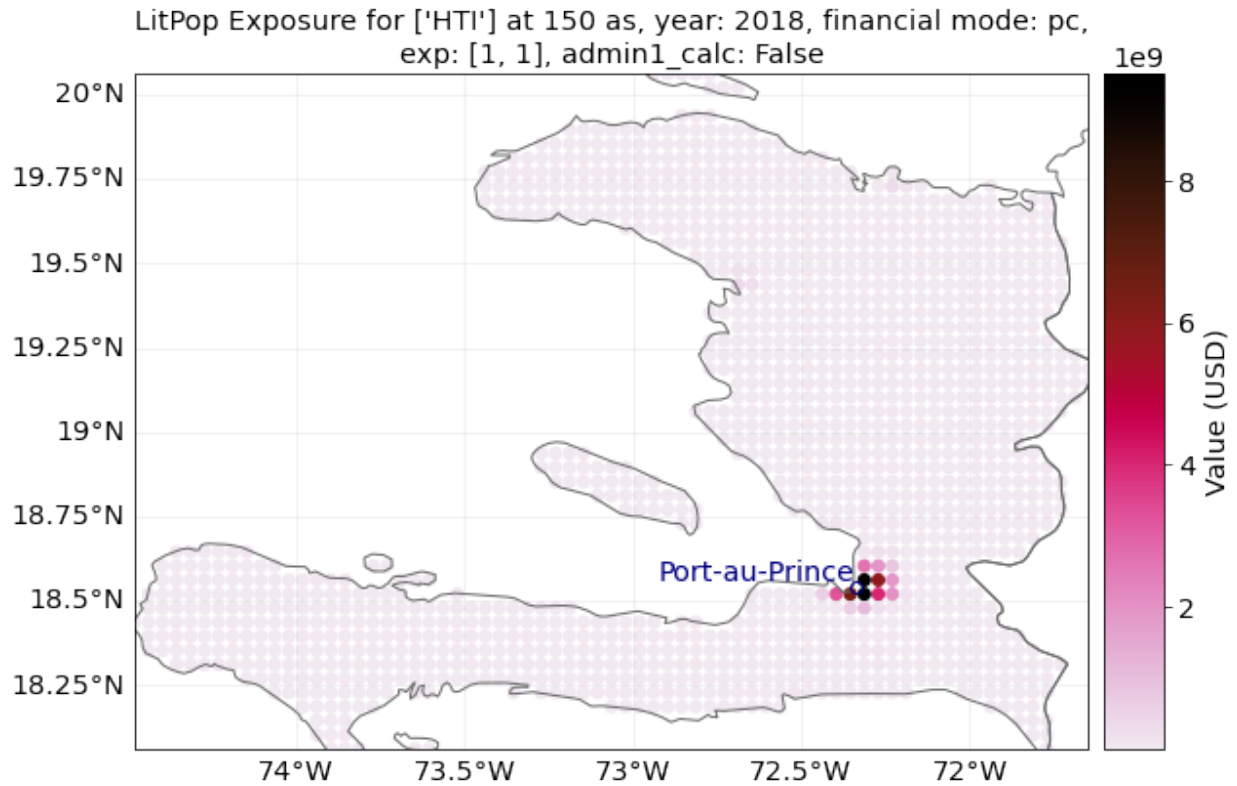 LitPop Exposure for ['HTI'] at 150 as, year: 2018, financial mode: pc,
exp: [1, 1], admin1_calc: False
1e9
20°N
19.75°N
19.5°N
19.25°N
19°N
18.75°N
18.5°N
18.25°N
Port-au-Prince
74°W
73.5°W
73°W
72.5°W
72°W
8
6
4
2
Value (USD)